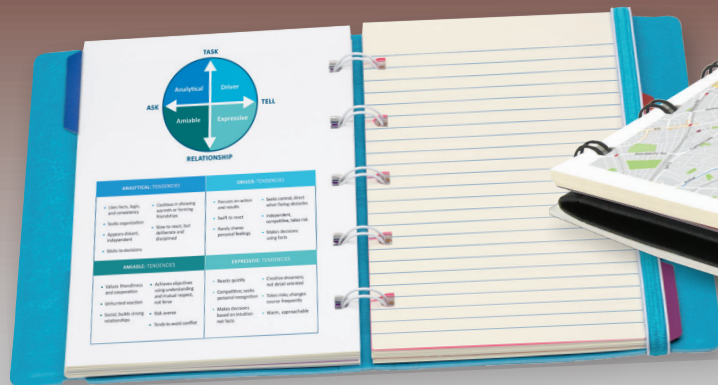 TASK
Analytical
Driver
ASK
TELL
Amiable
Expressive
RELATIONSHIP
ANALYTICAL: TENDENCIES
• Likes facts, logic,
and consistency
• Seeks organization
• Appears distant,
independent
• Sticks to decisions
• Cautious in showing
warmth or forming
friendships
• Slow to react, but
deliberate and
disciplined
DRIVER: TENDENCIES
• Focuses on action
and results
• Swift to react
• Rarely shares
personal feelings
• Seeks control, direct
when facing obstacles
• Independent,
competitive, takes risk
• Makes decisions
using facts
AMIABLE: TENDENCIES
• Values friendliness
and cooperation
• Unhurried reaction
• Social, builds strong
relationships
• Achieves objectives
using understanding
and mutual respect,
not force
• Risk averse
• Tends to avoid conflict
EXPRESSIVE: TENDENCIES
• Reacts quickly
• Competitive, seeks
personal recognition
• Makes decisions
based on intuition
not facts
• Creative dreamers,
not detail oriented
• Takes risks, changes
course frequently
• Warm, approachable